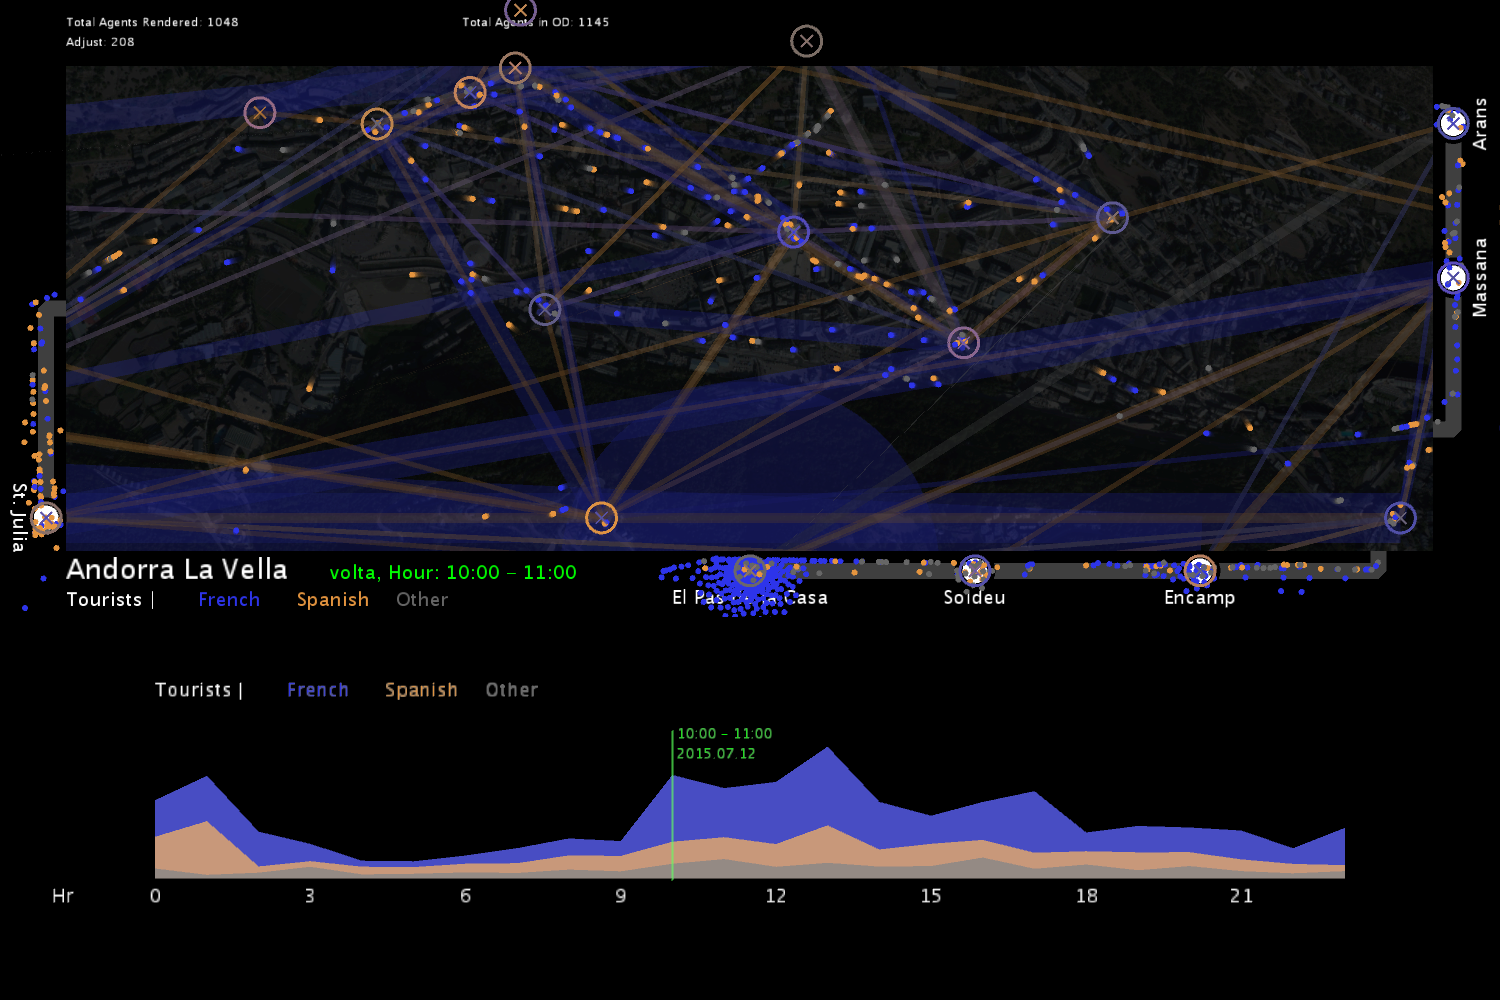 Total Agents Rendered: 1048
Total Agents in OD: 1145
Adjust: 208
Arans
Massana
St. Julia
Andorra La Vella
volta, Hour: 10:00 – 11:00
Tourists | French Spanish Other
El Pas Casa
Soldeu
Encamp
Tourists | French Spanish Other
10:00 – 11:00
2015.07.12
Hr 0 3 6 9 12 15 18 21